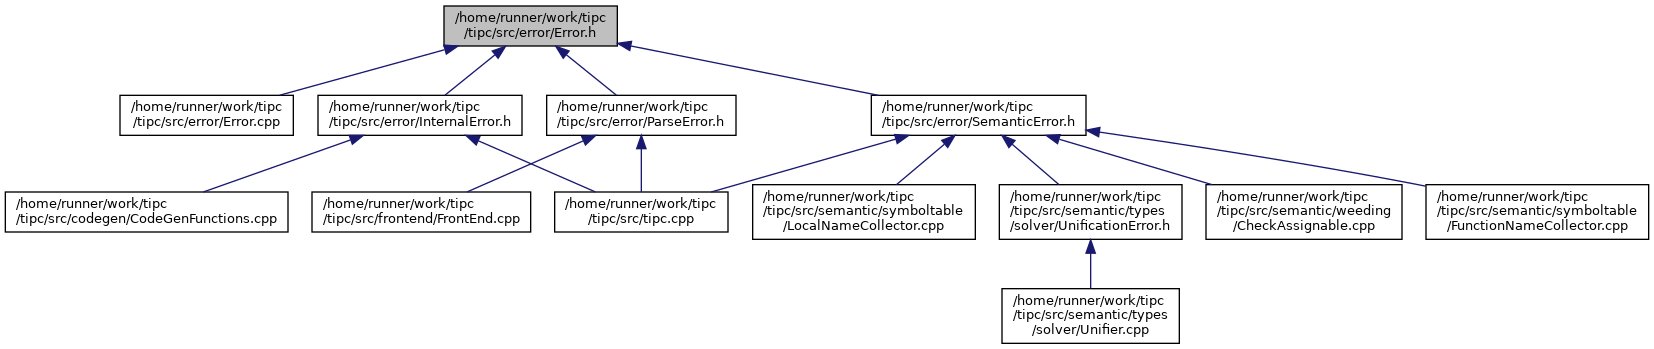 /home/runner/work/tipc
/tipc/src/error/Error.h
/home/runner/work/tipc
/tipc/src/error/Error.cpp
/home/runner/work/tipc
/tipc/src/error/InternalError.h
/home/runner/work/tipc
/tipc/src/error/ParseError.h
/home/runner/work/tipc
/tipc/src/error/SemanticError.h
/home/runner/work/tipc
/tipc/src/codegen/CodeGenFunctions.cpp
/home/runner/work/tipc
/tipc/src/frontend/FrontEnd.cpp
/home/runner/work/tipc
/tipc/src/tipc.cpp
/home/runner/work/tipc
/tipc/src/semantic/symboltable
/LocalNameCollector.cpp
/home/runner/work/tipc
/tipc/src/semantic/types
/solver/UnificationError.h
/home/runner/work/tipc
/tipc/src/semantic/weeding
/CheckAssignable.cpp
/home/runner/work/tipc
/tipc/src/semantic/symboltable
/FunctionNameCollector.cpp
/home/runner/work/tipc
/tipc/src/semantic/types
/solver/Unifier.cpp